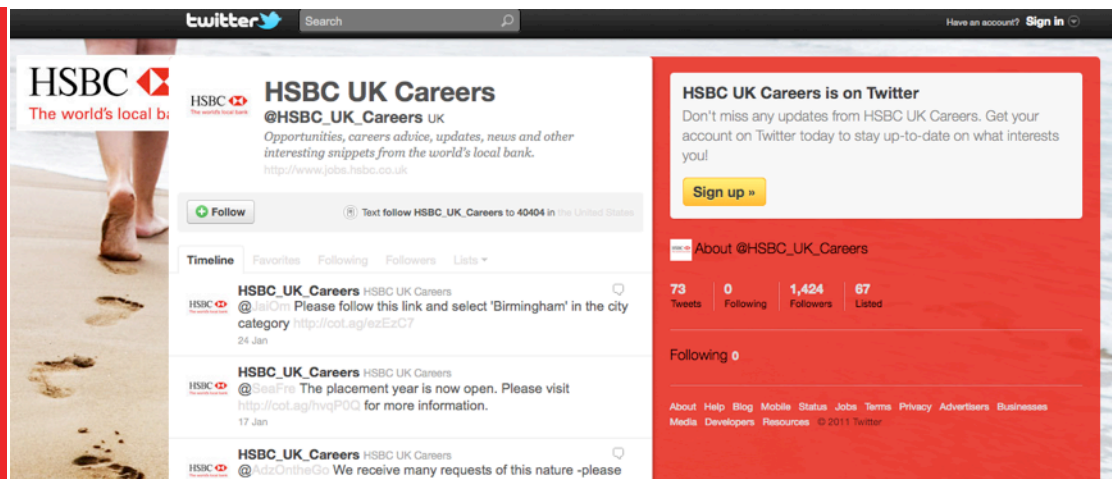 twitter
Search
Have an account? Sign in
HSBC
The world's local ba
HSBC
The world's local bank
HSBC UK Careers
@HSBC_UK_Careers UK
Opportunities, careers advice, updates, news and other
interesting snippets from the world's local bank.
http://www.jobs.hsbc.co.uk
Follow
Text follow HSBC_UK_Careers to 40404 in the United States
Timeline Favorites Following Followers Lists
HSBC_UK_Careers HSBC UK Careers
HSBC
@JaiOm Please follow this link and select 'Birmingham' in the city
category http://cot.ag/ezEzC7
24 Jan
HSBC_UK_Careers HSBC UK Careers
HSBC
@SeaFre The placement year is now open. Please visit
http://cot.ag/hvqP0Q for more information.
17 Jan
HSBC_UK_Careers HSBC UK Careers
HSBC
@AdzOntheGo We receive many requests of this nature -please
HSBC UK Careers is on Twitter
Don't miss any updates from HSBC UK Careers. Get your
account on Twitter today to stay up-to-date on what interests
you!
Sign up »
About @HSBC_UK_Careers
73 0 1,424 67
Tweets Following Followers Listed
Following 0
About Help Blog Mobile Status Jobs Terms Privacy Advertisers Businesses
Media Developers Resources © 2011 Twitter